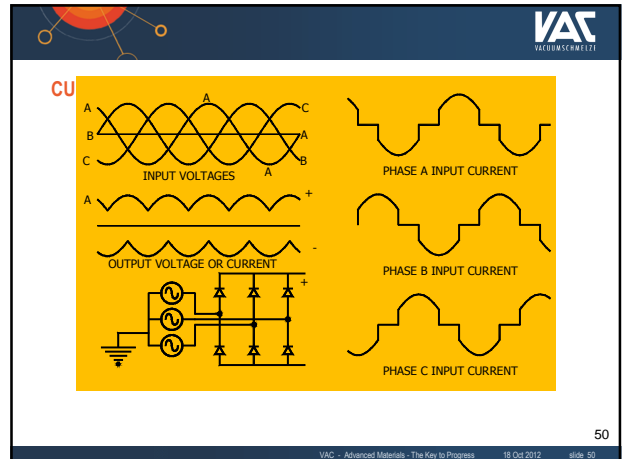 VAC
VACUUMSCHMELZE
CU
A
A
C
B
A
C
A
B
INPUT VOLTAGES
PHASE A INPUT CURRENT
A
+
-
OUTPUT VOLTAGE OR CURRENT
PHASE B INPUT CURRENT
+
PHASE C INPUT CURRENT
50
VAC - Advanced Materials - The Key to Progress 18 Oct 2012 slide 50